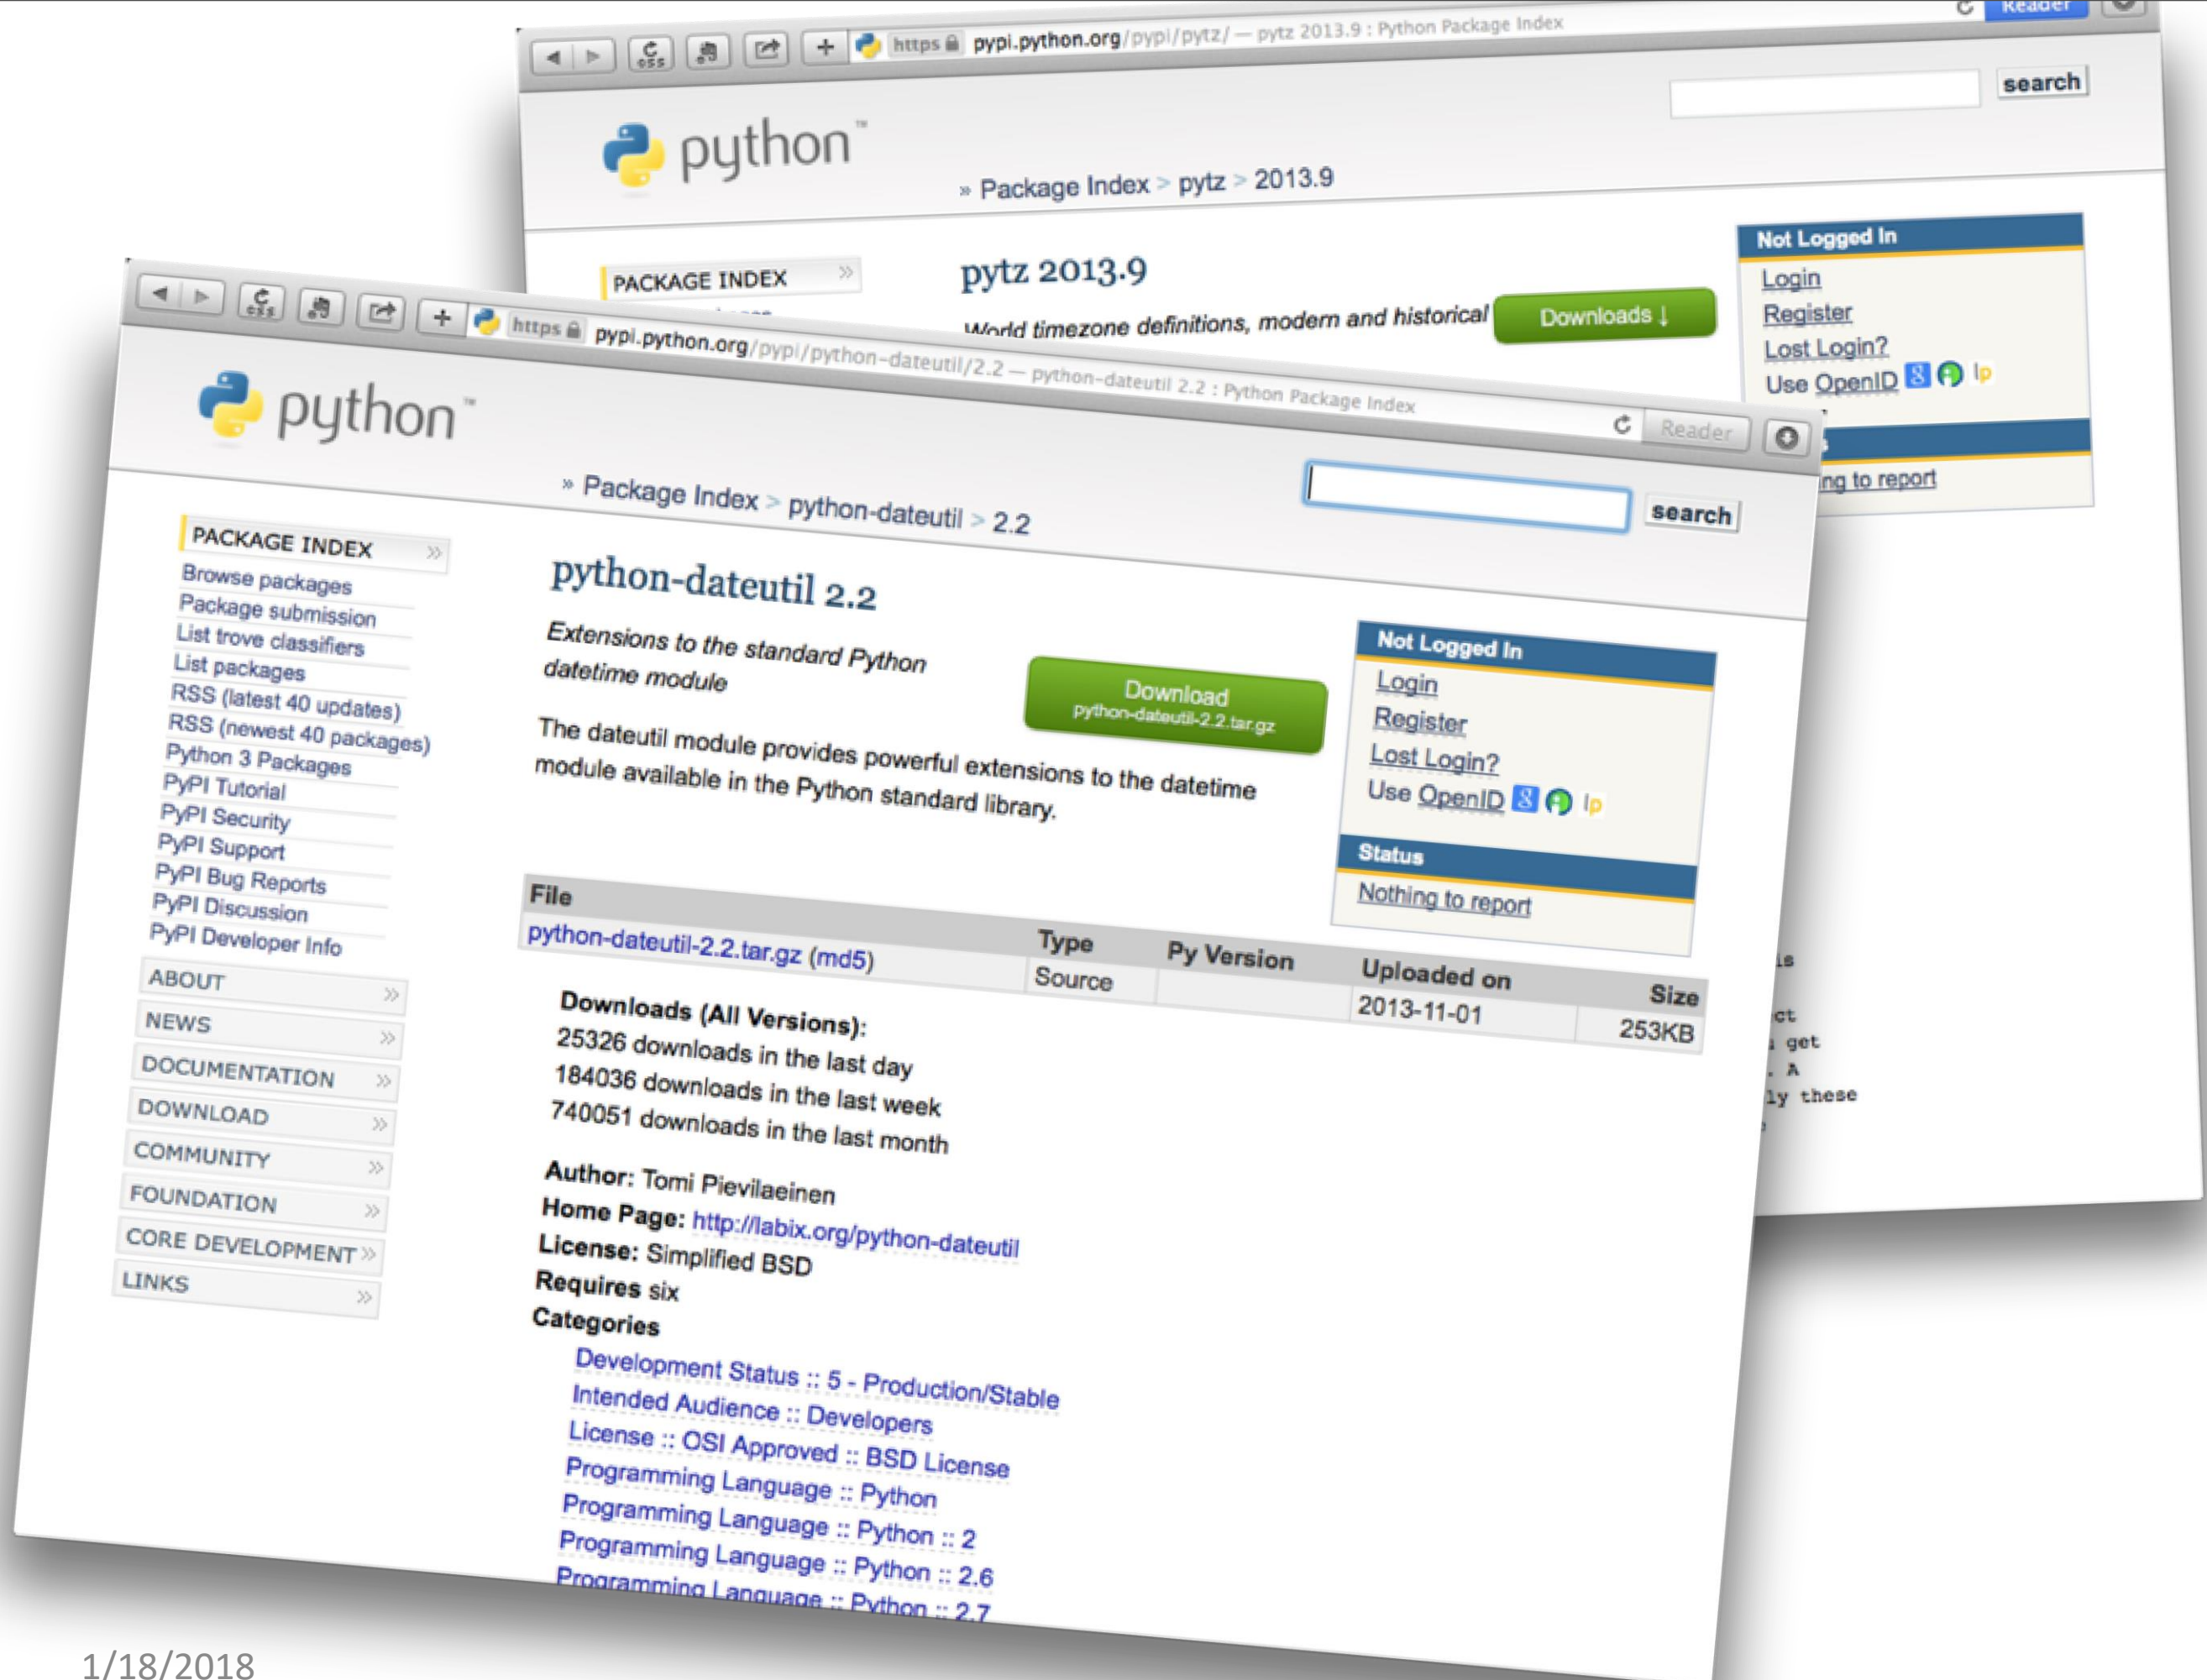 https pypi.python.org/pypi/pytz/ — pytz 2013.9 : Python Package Index
Reader
python™
search
» Package Index > pytz > 2013.9
PACKAGE INDEX »
pytz 2013.9
World timezone definitions, modern and historical
Downloads ↓
Not Logged In
Login
Register
Lost Login?
Use OpenID
ng to report
is
ct
get
. A
ly these
css
https pypi.python.org/pypi/python-dateutil/2.2 — python-dateutil 2.2 : Python Package Index
Reader
python™
» Package Index > python-dateutil > 2.2
search
PACKAGE INDEX »
Browse packages
Package submission
List trove classifiers
List packages
RSS (latest 40 updates)
RSS (newest 40 packages)
Python 3 Packages
PyPI Tutorial
PyPI Security
PyPI Support
PyPI Bug Reports
PyPI Discussion
PyPI Developer Info
ABOUT »
NEWS »
DOCUMENTATION »
DOWNLOAD »
COMMUNITY »
FOUNDATION »
CORE DEVELOPMENT »
LINKS »
python-dateutil 2.2
Extensions to the standard Python
datetime module
Download
python-dateutil-2.2.tar.gz
The dateutil module provides powerful extensions to the datetime
module available in the Python standard library.
Not Logged In
Login
Register
Lost Login?
Use OpenID
Status
Nothing to report
File Type Py Version Uploaded on Size
python-dateutil-2.2.tar.gz (md5) Source 2013-11-01 253KB
Downloads (All Versions):
25326 downloads in the last day
184036 downloads in the last week
740051 downloads in the last month
Author: Tomi Pievilaeinen
Home Page: http://labix.org/python-dateutil
License: Simplified BSD
Requires six
Categories
Development Status :: 5 - Production/Stable
Intended Audience :: Developers
License :: OSI Approved :: BSD License
Programming Language :: Python
Programming Language :: Python :: 2
Programming Language :: Python :: 2.6
Programming Language :: Python :: 2.7
1/18/2018